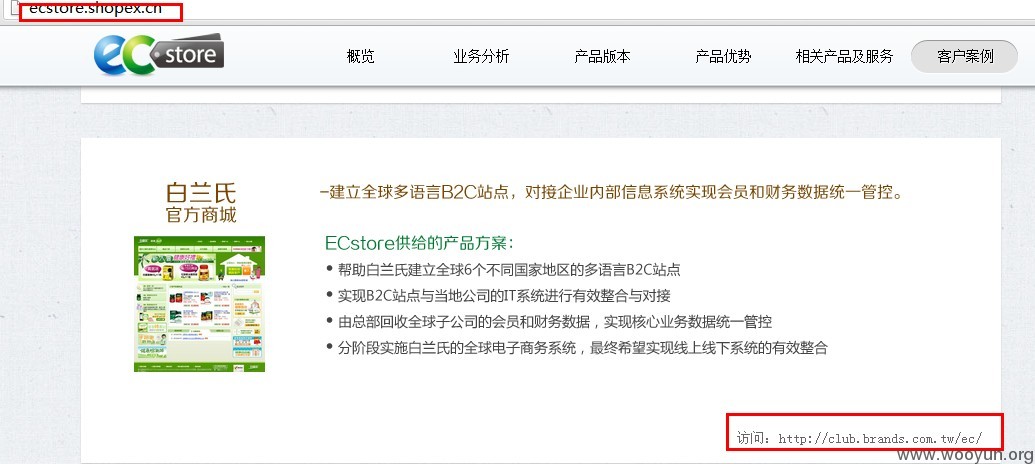 ecstore.shopex.cn
ec store
概览 业务分析 产品版本 产品优势 相关产品及服务 客户案例
白兰氏
官方商城
-建立全球多语言B2C站点，对接企业内部信息系统实现会员和财务数据统一管控。
ECstore供给的产品方案：
• 帮助白兰氏建立全球6个不同国家地区的多语言B2C站点
• 实现B2C站点与当地公司的IT系统进行有效整合与对接
• 由总部回收全球子公司的会员和财务数据，实现核心业务数据统一管控
• 分阶段实施白兰氏的全球电子商务系统，最终希望实现线上线下系统的有效整合
访问：http://club.brands.com.tw/ec/
www.wooyun.org